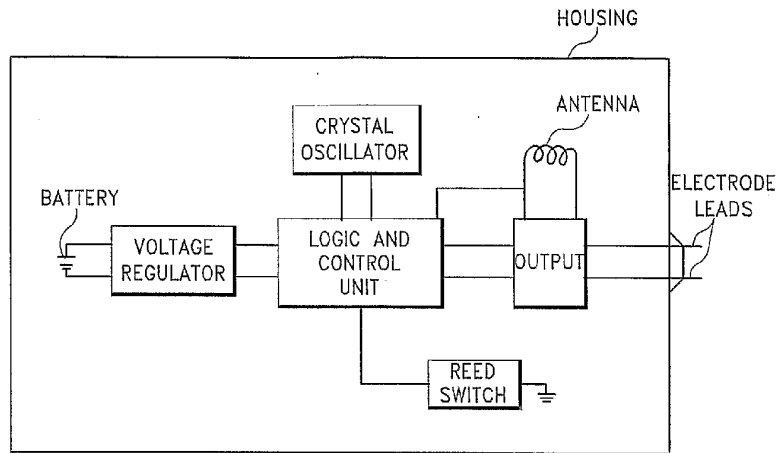 HOUSING
ANTENNA
CRYSTAL
OSCILLATOR
ELECTRODE
LEADS
BATTERY
VOLTAGE
REGULATOR
LOGIC AND
CONTROL
UNIT
OUTPUT
REED
SWITCH